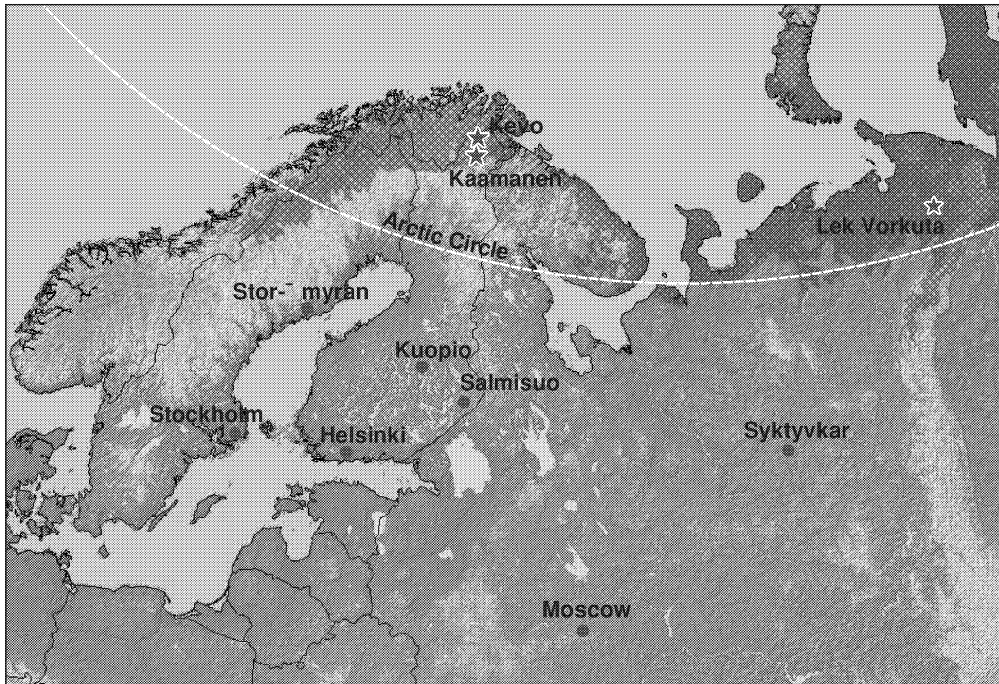 Kevo
Kaamanen
Lek Vorkuta
Arctic Circle
Stor-¯ myran
Kuopio
Salmisuo
Stockholm
Helsinki
Syktyvkar
Moscow